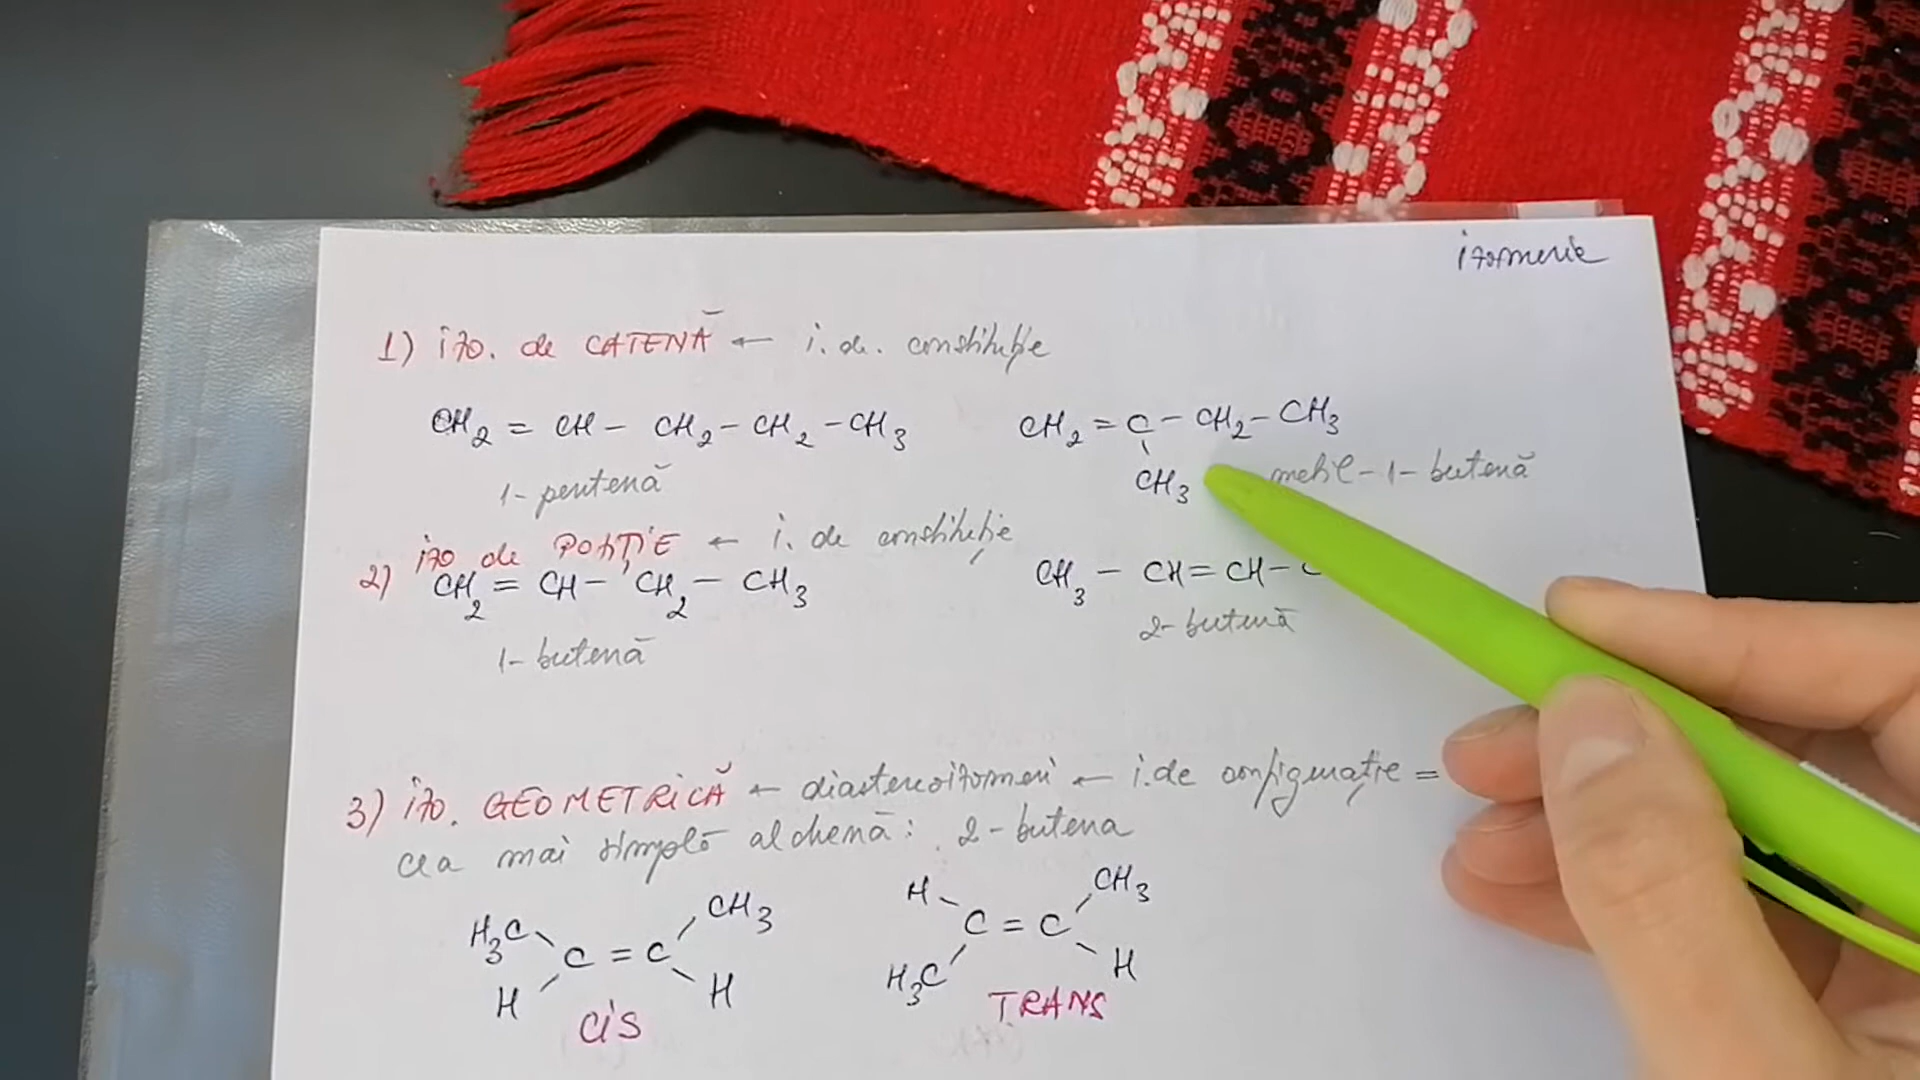 izomerie
1) izo. de CATENĂ ← i. de. constituție
CH2 = CH - CH2 - CH2 - CH3
CH2 = C - CH2 - CH3
CH3
1- pentenă
metil - 1 - butenă
2) izo de POZIȚIE ← i. de constituție
CH2 = CH - CH2 - CH3
CH3 - CH = CH -
1- butenă
2- butenă
3) izo. GEOMETRICĂ ← diastereoizomeri ← i. de configurație =
cea mai simplă alchenă: 2 - butena
H3C CH3
C = C
H H
CIS
H CH3
C = C
H3C H
TRANS